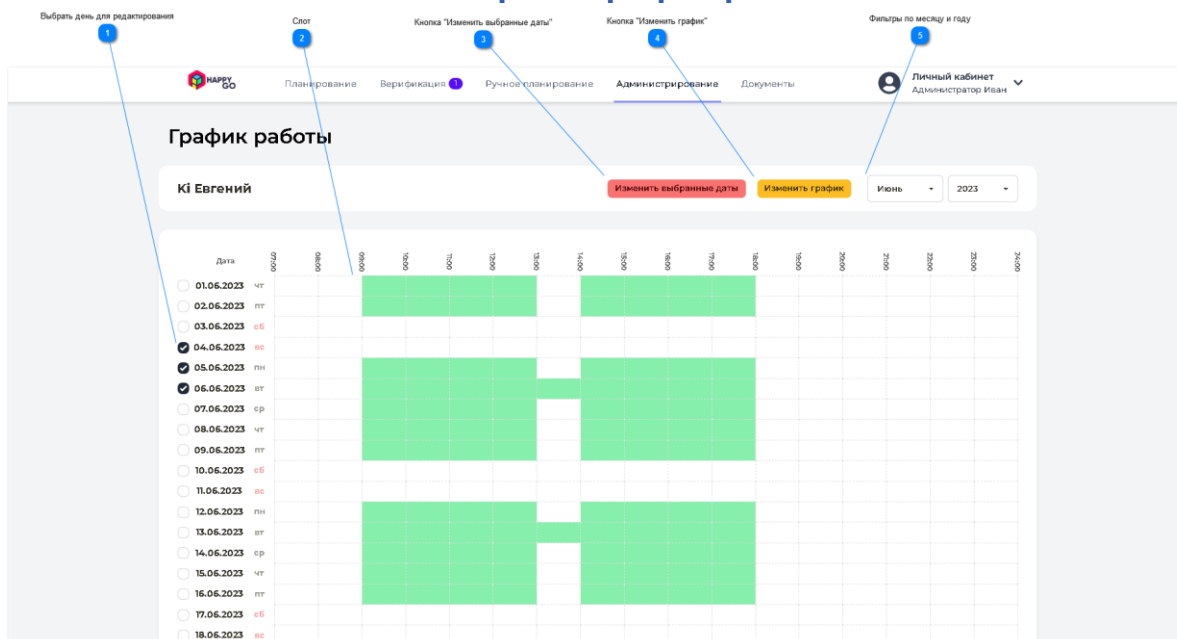 Выбрать день для редактирования
Слот
Кнопка "Изменить выбранные даты"
Кнопка "Изменить график"
Фильтры по месяцу и году
1
2
3
4
5
HAPPY GO
Планирование
Верификация 1
Ручное планирование
Администрирование
Документы
Личный кабинет
Администратор Иван
График работы
Ki Евгений
Изменить выбранные даты
Изменить график
Июнь
2023
Дата 07:00 08:00 09:00 10:00 11:00 12:00 13:00 14:00 15:00 16:00 17:00 18:00 19:00 20:00 21:00 22:00 23:00 24:00
01.06.2023 чт
02.06.2023 пт
03.06.2023 сб
04.06.2023 вс
05.06.2023 пн
06.06.2023 вт
07.06.2023 ср
08.06.2023 чт
09.06.2023 пт
10.06.2023 сб
11.06.2023 вс
12.06.2023 пн
13.06.2023 вт
14.06.2023 ср
15.06.2023 чт
16.06.2023 пт
17.06.2023 сб
18.06.2023 вс